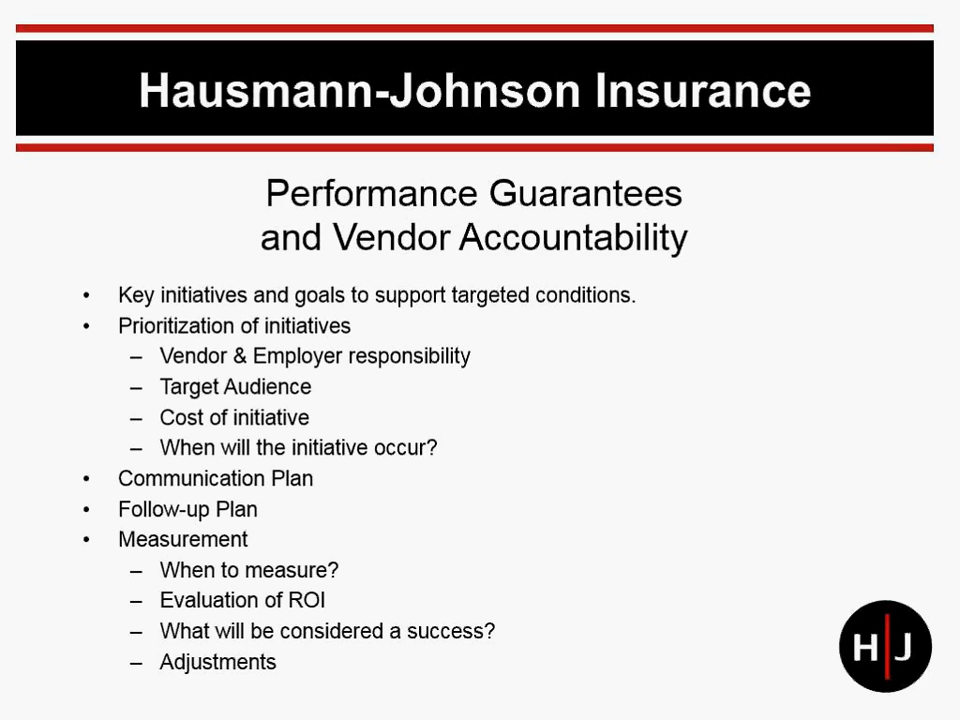 Hausmann-Johnson Insurance
Performance Guarantees
and Vendor Accountability
• Key initiatives and goals to support targeted conditions.
• Prioritization of initiatives
– Vendor & Employer responsibility
– Target Audience
– Cost of initiative
– When will the initiative occur?
• Communication Plan
• Follow-up Plan
• Measurement
– When to measure?
– Evaluation of ROI
– What will be considered a success?
– Adjustments
H|J